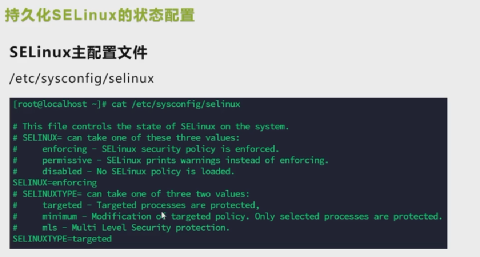 持久化SELinux的状态配置
SELinux主配置文件
/etc/sysconfig/selinux
[root@localhost ~]# cat /etc/sysconfig/selinux
# This file controls the state of SELinux on the system.
# SELINUX= can take one of these three values:
#     enforcing - SELinux security policy is enforced.
#     permissive - SELinux prints warnings instead of enforcing.
#     disabled - No SELinux policy is loaded.
SELINUX=enforcing
# SELINUXTYPE= can take one of three two values:
#     targeted - Targeted processes are protected,
#     minimum - Modification of targeted policy. Only selected processes are protected.
#     mls - Multi Level Security protection.
SELINUXTYPE=targeted